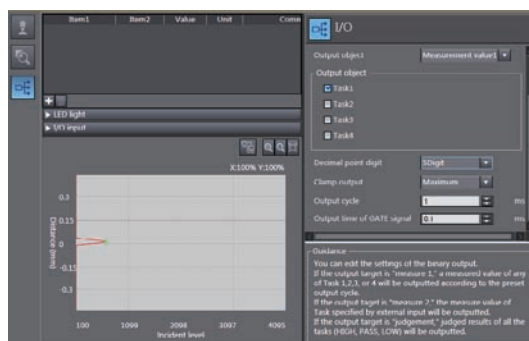 Item1 Item2 Value Unit Comm
LED light
I/O input
X:100% Y:100%
Distance (mm)
0.3
0.15
0
-0.15
-0.3
100 1099 2098 3097 4095
Incident level
I/O
Output object Measurement value1
Output object
Task1
Task2
Task3
Task4
Decimal point digit 5Digit
Clamp output Maximum
Output cycle 1 ms
Output time of GATE signal 0.1 ms
Guidance
You can edit the settings of the binary output.
If the output target is "measure 1," a measured value of any
of Task 1,2,3, or 4 will be outputted according to the preset
output cycle.
If the output taget is "measure 2," the measure value of
Task specified by external input will be outputted.
If the output target is "judgement," judged results of all the
tasks (HIGH, PASS, LOW) will be outputted.